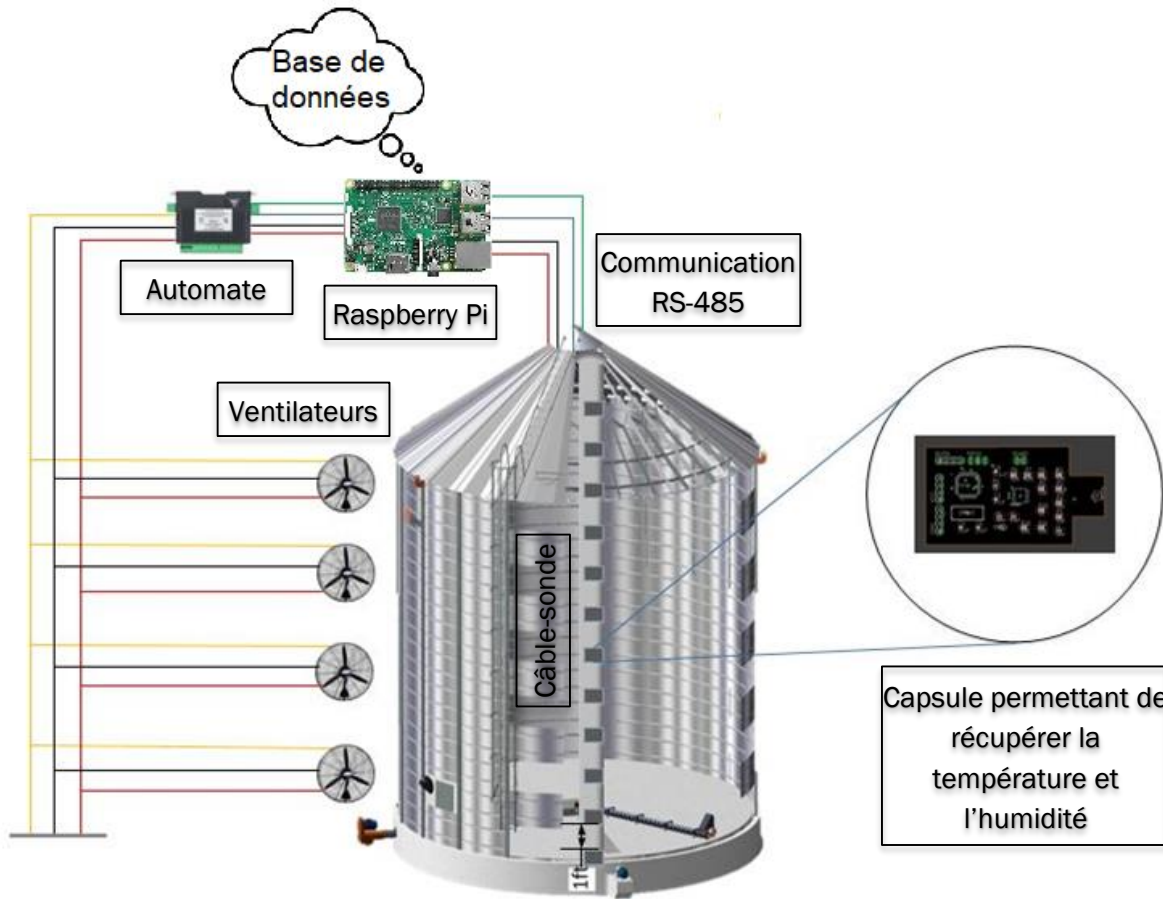 Base de
données
Automate
Raspberry Pi
Communication
RS-485
Ventilateurs
Câble-sonde
Capsule permettant de
récupérer la
température et
l’humidité
1ft